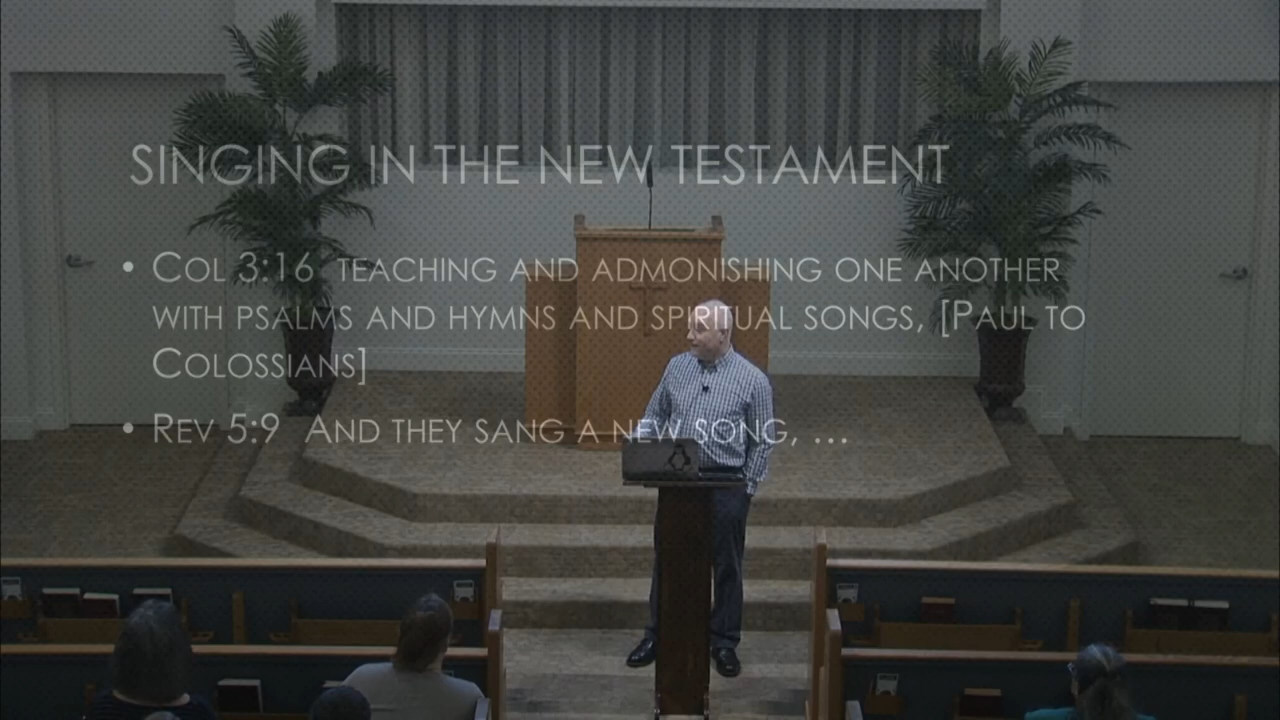 SINGING IN THE NEW TESTAMENT
• COL 3:16 TEACHING AND ADMONISHING ONE ANOTHER
WITH PSALMS AND HYMNS AND SPIRITUAL SONGS, [PAUL TO
COLOSSIANS]
• REV 5:9 AND THEY SANG A NEW SONG, ...